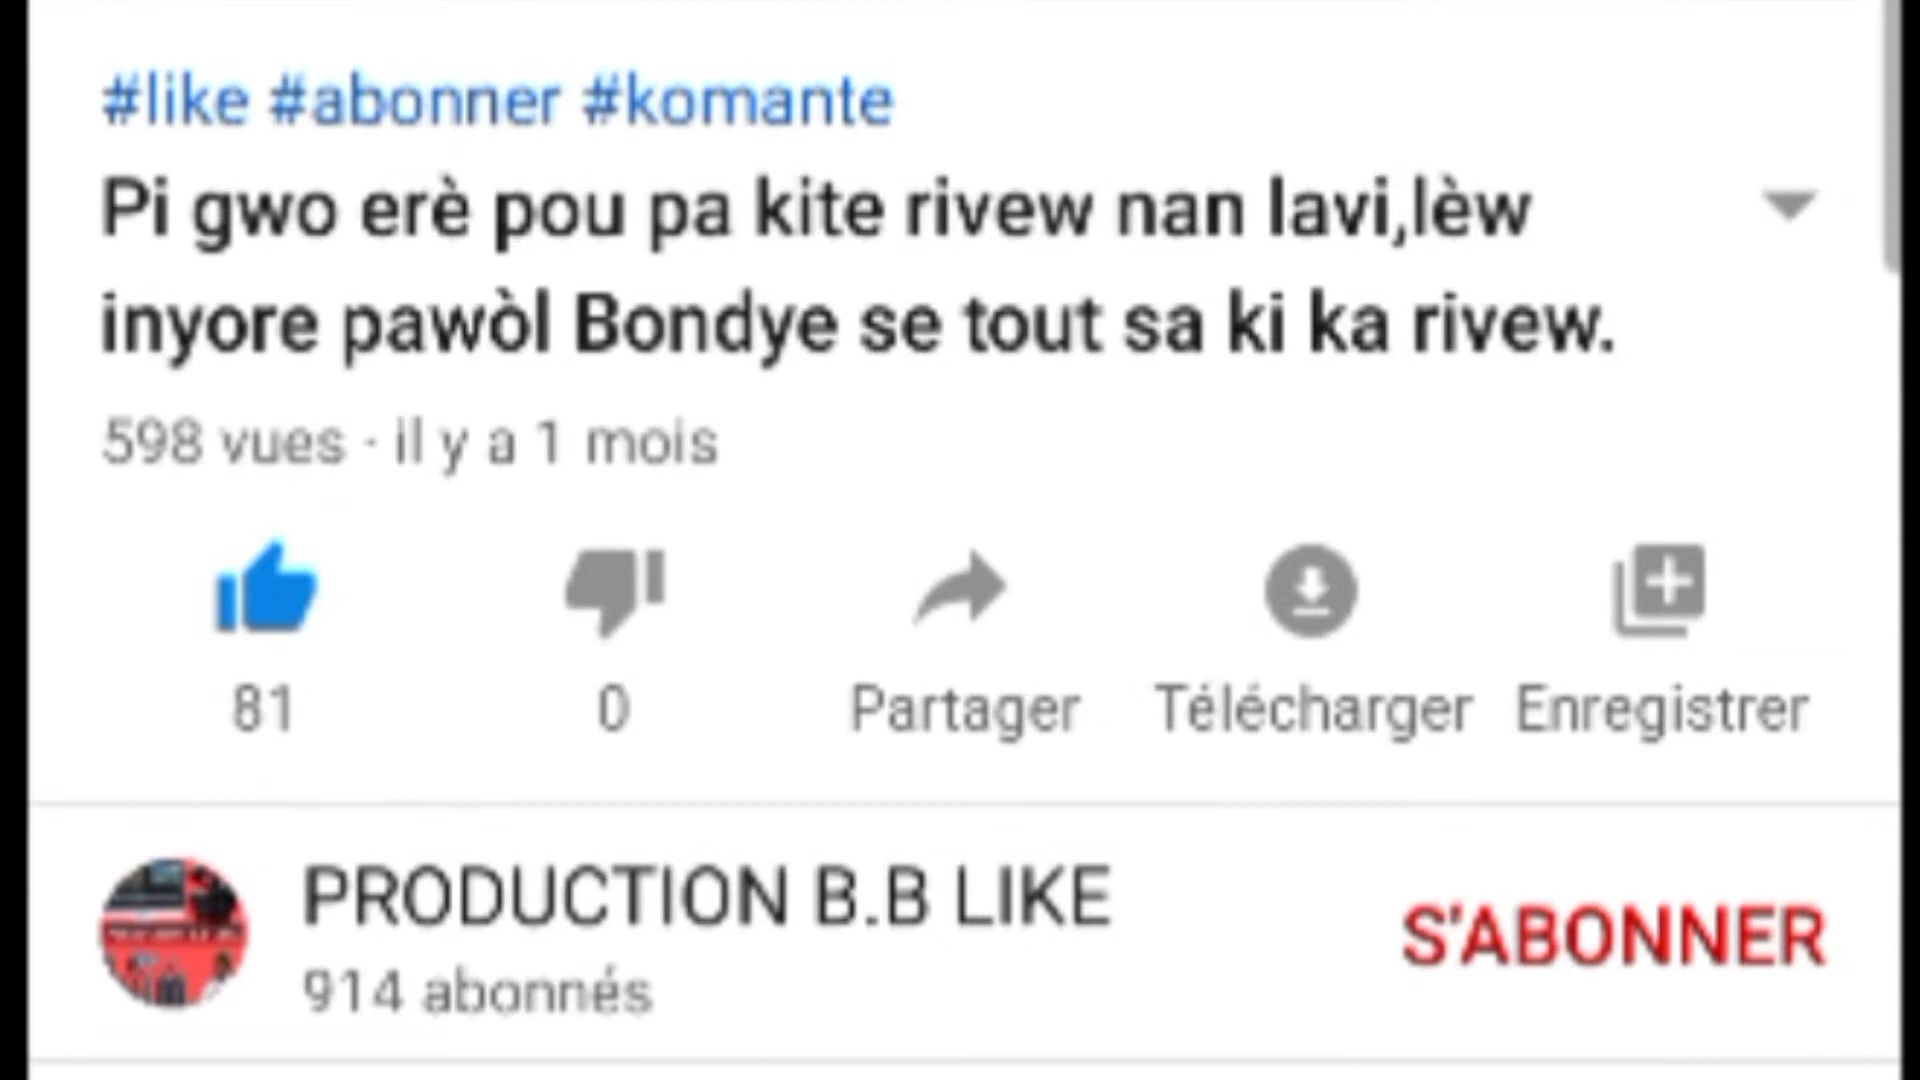 #like #abonner #komante
Pi gwo erè pou pa kite rivew nan lavi,lèw
inyore pawòl Bondye se tout sa ki ka rivew.
598 vues · il y a 1 mois
81 0 Partager Télécharger Enregistrer
PRODUCTION B.B LIKE
S'ABONNER
914 abonnés